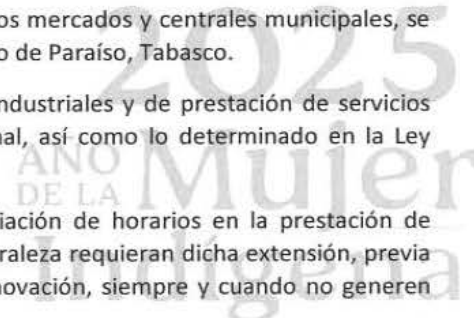 os mercados y centrales municipales, se
o de Paraíso, Tabasco.
2025
ndustriales y de prestación de servicios
nal, así como lo determinado en la Ley
AÑO
DE LA
Mujer
iación de horarios en la prestación de
raleza requieran dicha extensión, previa
Indígena
novación, siempre y cuando no generen